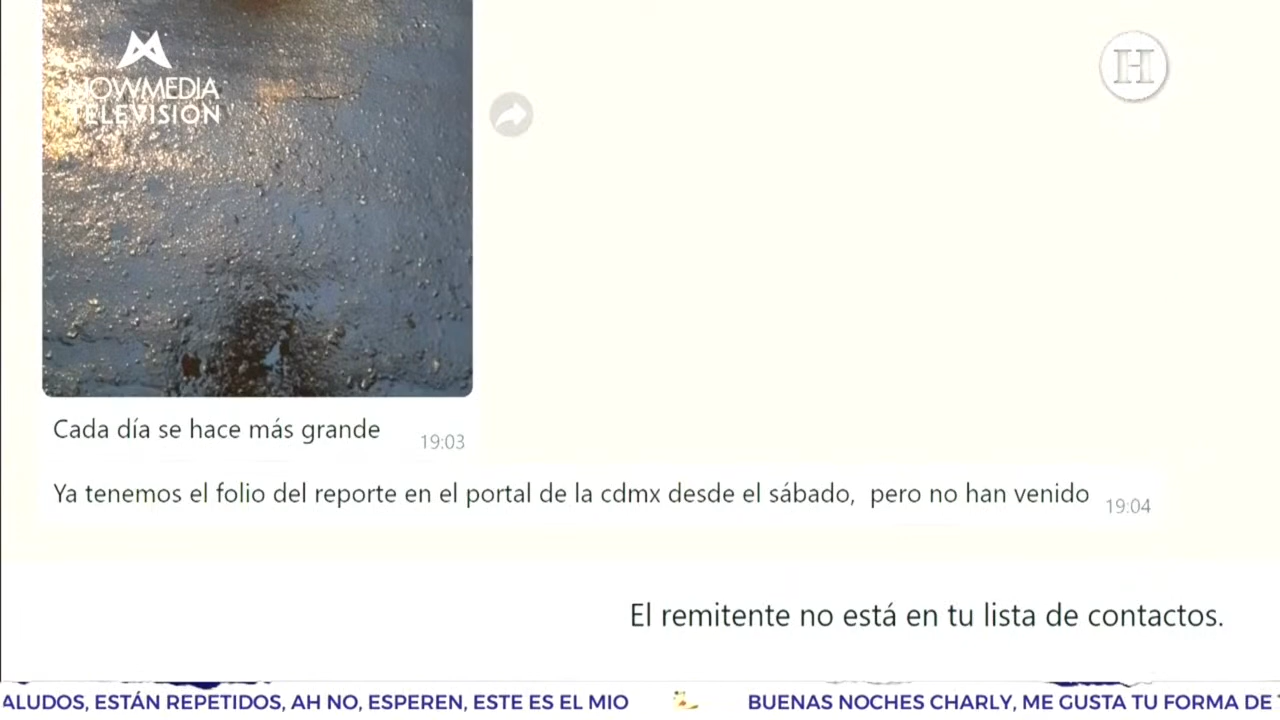 NOWMEDIA
TELEVISIÓN
H
Cada día se hace más grande
19:03
Ya tenemos el folio del reporte en el portal de la cdmx desde el sábado, pero no han venido
19:04
El remitente no está en tu lista de contactos.
ALUDOS, ESTÁN REPETIDOS, AH NO, ESPEREN, ESTE ES EL MIO
BUENAS NOCHES CHARLY, ME GUSTA TU FORMA DE